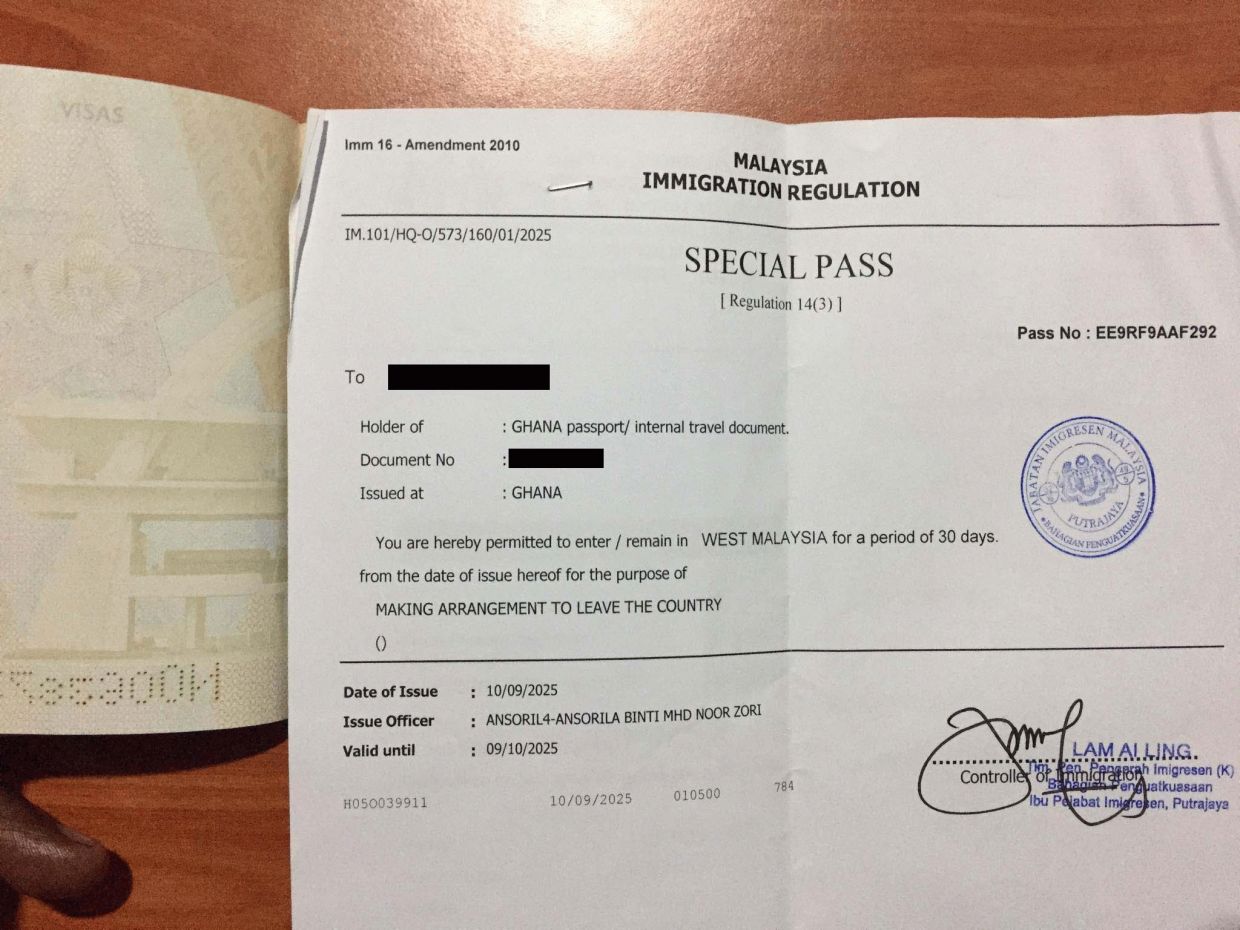 VISAS
Imm 16 - Amendment 2010
MALAYSIA
IMMIGRATION REGULATION
IM.101/HQ-O/573/160/01/2025
SPECIAL PASS
[ Regulation 14(3) ]
Pass No : EE9RF9AAF292
To
Holder of : GHANA passport/ internal travel document.
Document No :
Issued at : GHANA
JABATAN IMIGRESEN MALAYSIA
PUTRAJAYA
BAHAGIAN PENGUATKUASAAN
You are hereby permitted to enter / remain in WEST MALAYSIA for a period of 30 days.
from the date of issue hereof for the purpose of
MAKING ARRANGEMENT TO LEAVE THE COUNTRY
()
Date of Issue : 10/09/2025
Issue Officer : ANSORIL4-ANSORILA BINTI MHD NOOR ZORI
Valid until : 09/10/2025
H050039911 10/09/2025 010500 784
LAM AI LING.
Controller of Immigration
Tim. Pen. Pengarah Imigresen (K)
Bahagian Penguatkuasaan
Ibu Pejabat Imigresen, Putrajaya